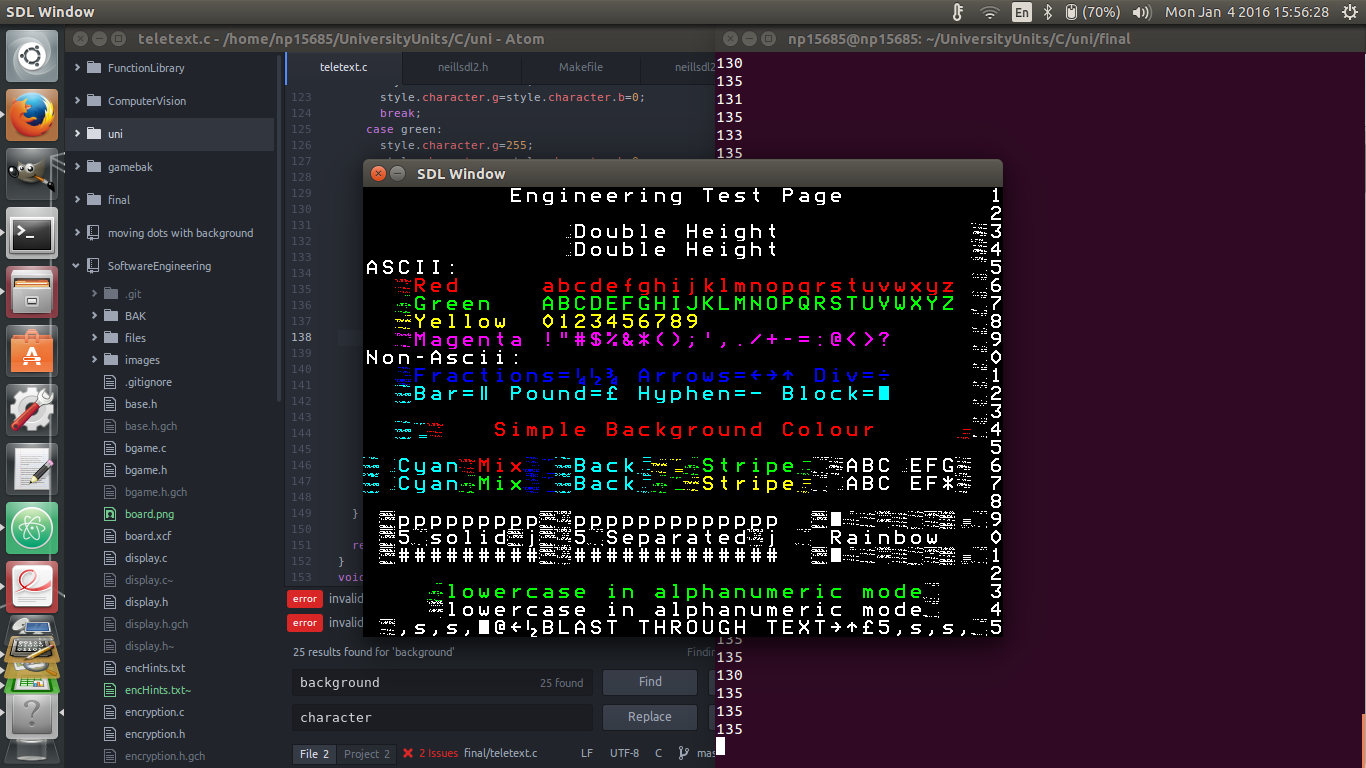 SDL Window
En
(70%)
Mon Jan 4 2016 15:56:28
teletext.c - /home/np15685/UniversityUnits/C/uni - Atom
FunctionLibrary
ComputerVision
uni
gamebak
final
moving dots with background
SoftwareEngineering
.git
BAK
files
images
.gitignore
base.h
base.h.gch
bgame.c
bgame.h
bgame.h.gch
board.png
board.xcf
display.c
display.c~
display.h
display.h.gch
display.h~
encHints.txt
encHints.txt~
encryption.c
encryption.h
encryption.h.gch
teletext.c
neillsdl2.h
Makefile
neillsdl2
123 style.character.g=style.character.b=0;
124 break;
125 case green:
126 style.character.g=255;
127
128
129
130
131
132
133
134
135
136
137
138
139
140
141
142
143
144
145
146
147
148
149 }
150
151 re
152 }
153 void
error invalid
error invalid
25 results found for 'background'
Findin
background
25 found
Find
character
Replace
File 2
Project 2
2 Issues
final/teletext.c
LF
UTF-8
C
mas
np15685@np15685: ~/UniversityUnits/C/uni/final
130
135
131
135
133
135
SDL Window
Engineering Test Page 1
2
Double Height 3
Double Height 4
ASCII: 5
Red abcdefghijklmnopqrstuvwxyz 6
Green ABCDEFGHIJKLMNOPQRSTUVWXYZ 7
Yellow 0123456789 8
Magenta !"#$%&*();',./+-=:@<>? 9
Non-Ascii: 0
Fractions=¼½¾ Arrows=←→↑ Div=÷ 1
Bar=‖ Pound=£ Hyphen=- Block=█ 2
3
Simple Background Colour 4
5
Cyan Mix Back Stripe ABC EFG 6
Cyan Mix Back Stripe ABC EF* 7
8
ppppppppp ppppppppppppp 9
5 solid j 5 Separated j Rainbow 0
######### ############# 1
2
lowercase in alphanumeric mode 3
lowercase in alphanumeric mode 4
,s,s,█@←½BLAST THROUGH TEXT→↑£5,s,s, 5
135
135
130
135
135
135